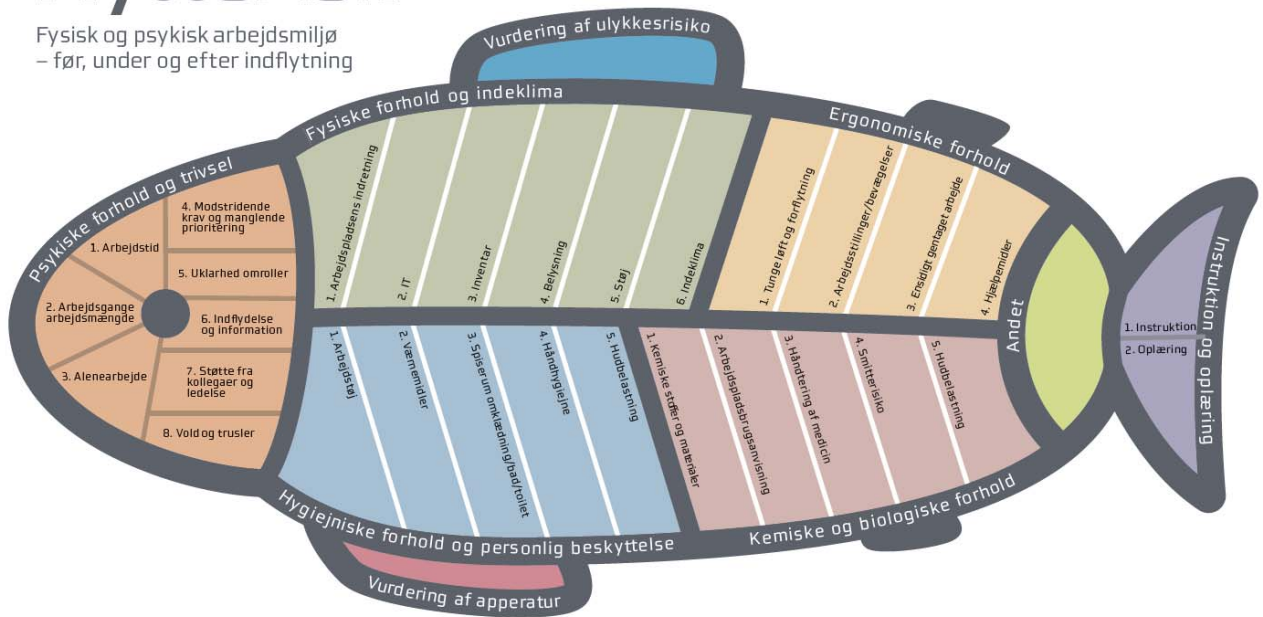 Fysisk og psykisk arbejdsmiljø
– før, under og efter indflytning
Vurdering af ulykkesrisiko
Psykiske forhold og trivsel
1. Arbejdstid
2. Arbejdsgange
arbejdsmængde
3. Alenearbejde
4. Modstridende
krav og manglende
prioritering
5. Uklarhed omroller
6. Indflydelse
og information
7. Støtte fra
kollegaer og
ledelse
8. Vold og trusler
Fysiske forhold og indeklima
1. Arbejdspladsens indretning
2. IT
3. Inventar
4. Belysning
5. Støj
6. Indeklima
Ergonomiske forhold
1. Tunge løft og forflytning
2. Arbejdsstillinger/bevægelser
3. Ensidigt gentaget arbejde
4. Hjælpemidler
Hygiejniske forhold og personlig beskyttelse
1. Arbejdstøj
2. Værnemidler
3. Spiserum omklædning/bad/toilet
4. Håndhygiejne
5. Hudbelastning
Kemiske og biologiske forhold
1. Kemiske stoffer og materialer
2. Arbejdspladsbrugsanvisning
3. Håndtering af medicin
4. Smitterisiko
5. Hudbelastning
Andet
Instruktion og oplæring
1. Instruktion
2. Oplæring
Vurdering af apperatur